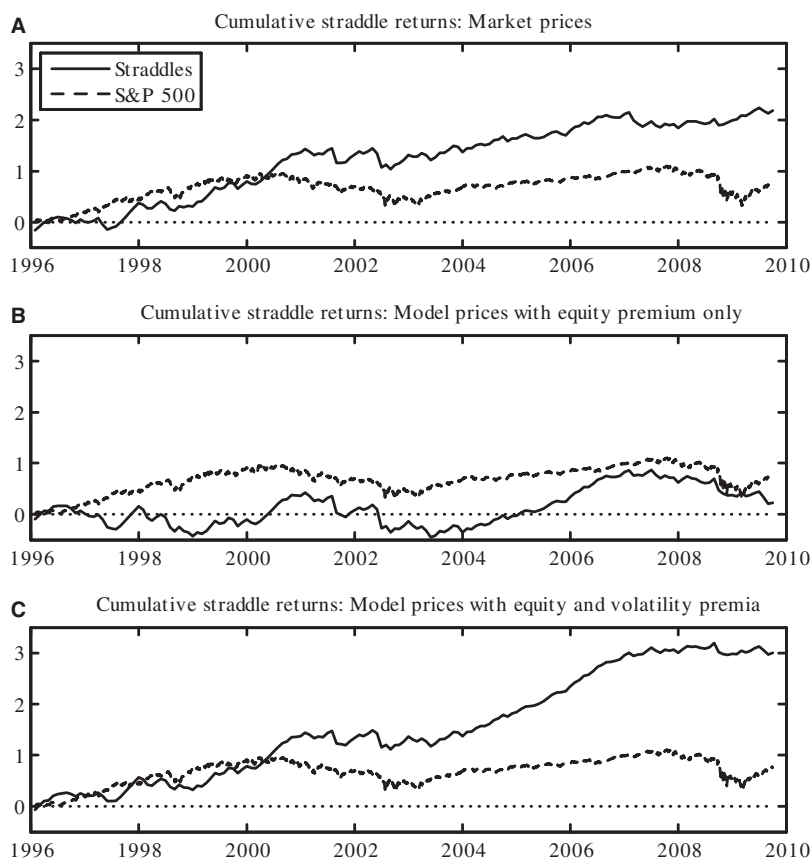 A
Cumulative straddle returns: Market prices
3
Straddles
S&P 500
2
1
0
1996 1998 2000 2002 2004 2006 2008 2010
B
Cumulative straddle returns: Model prices with equity premium only
3
2
1
0
1996 1998 2000 2002 2004 2006 2008 2010
C
Cumulative straddle returns: Model prices with equity and volatility premia
3
2
1
0
1996 1998 2000 2002 2004 2006 2008 2010